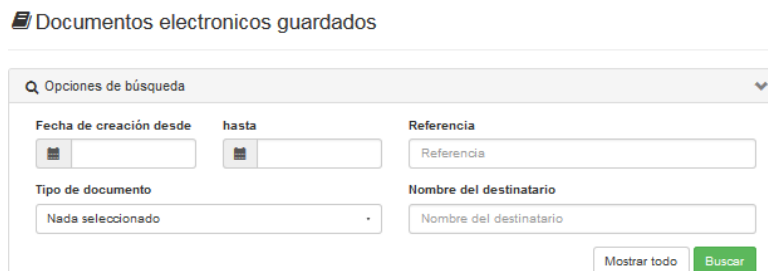 Documentos electronicos guardados
Opciones de búsqueda
Fecha de creación desde hasta Referencia
Referencia
Tipo de documento Nombre del destinatario
Nada seleccionado Nombre del destinatario
Mostrar todo Buscar